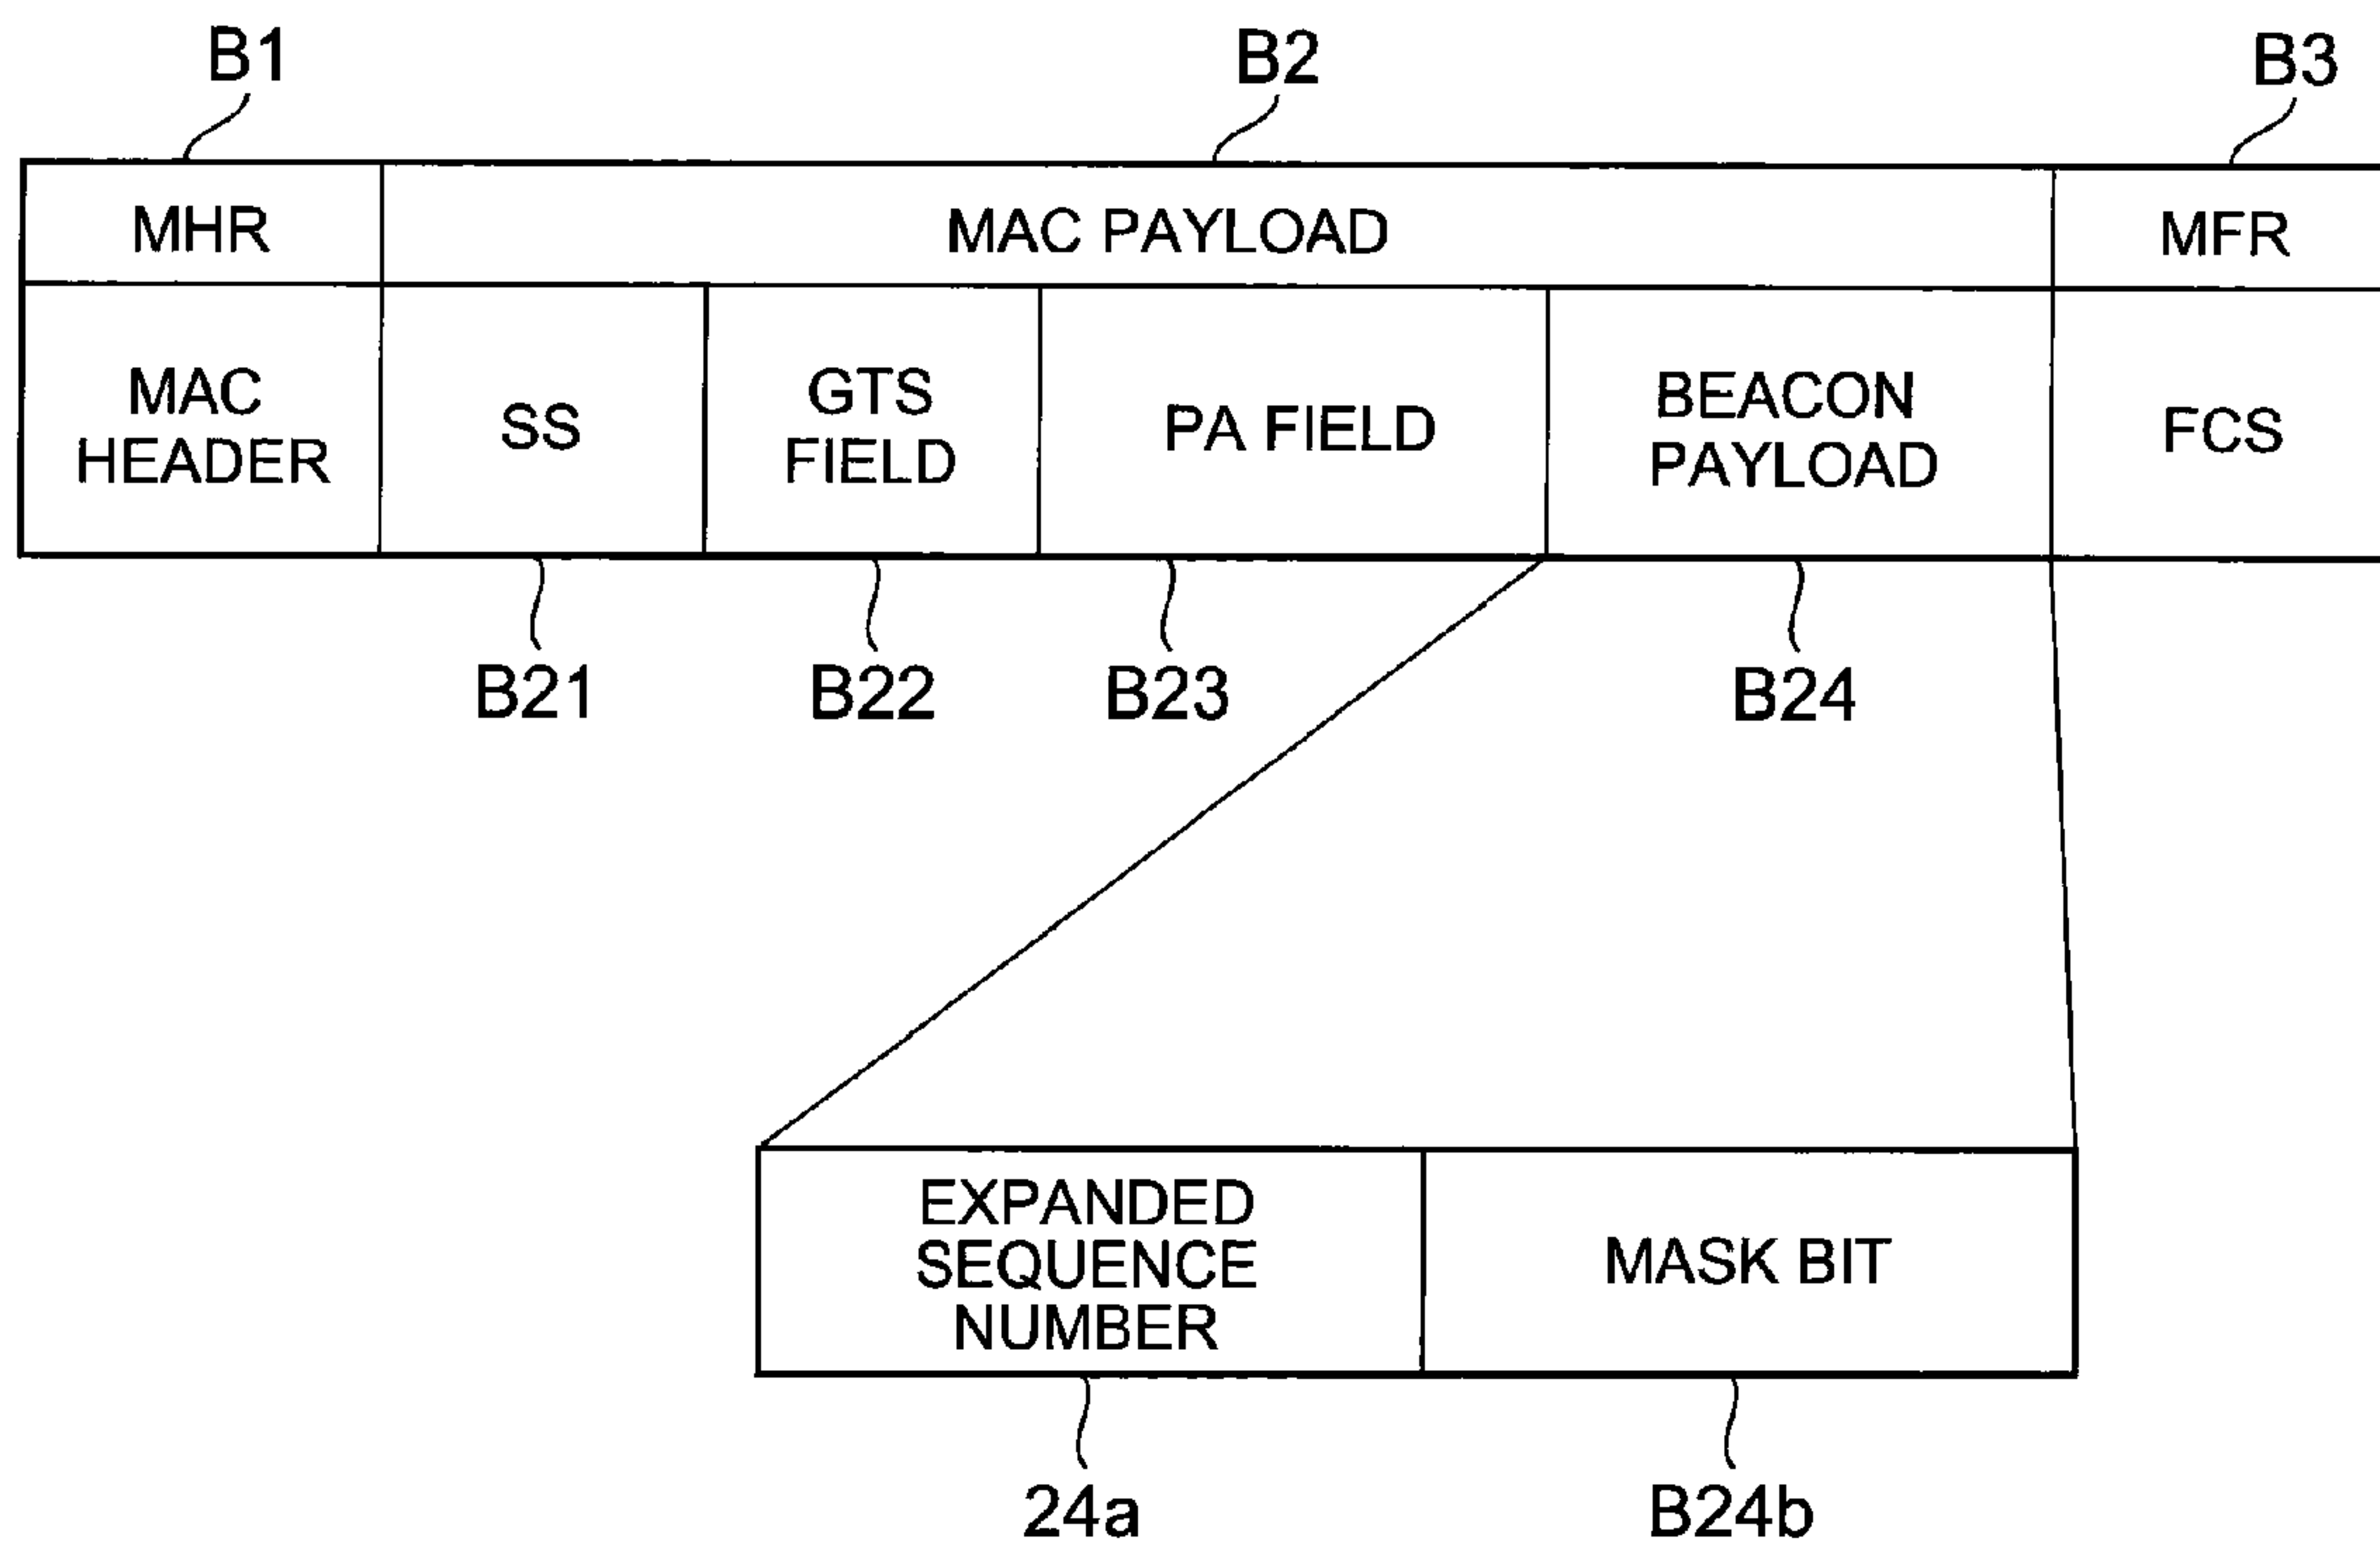 B1
B2
B3
MHR
MAC PAYLOAD
MFR
MAC
HEADER
SS
GTS
FIELD
PA FIELD
BEACON
PAYLOAD
FCS
B21
B22
B23
B24
EXPANDED
SEQUENCE
NUMBER
MASK BIT
24a
B24b